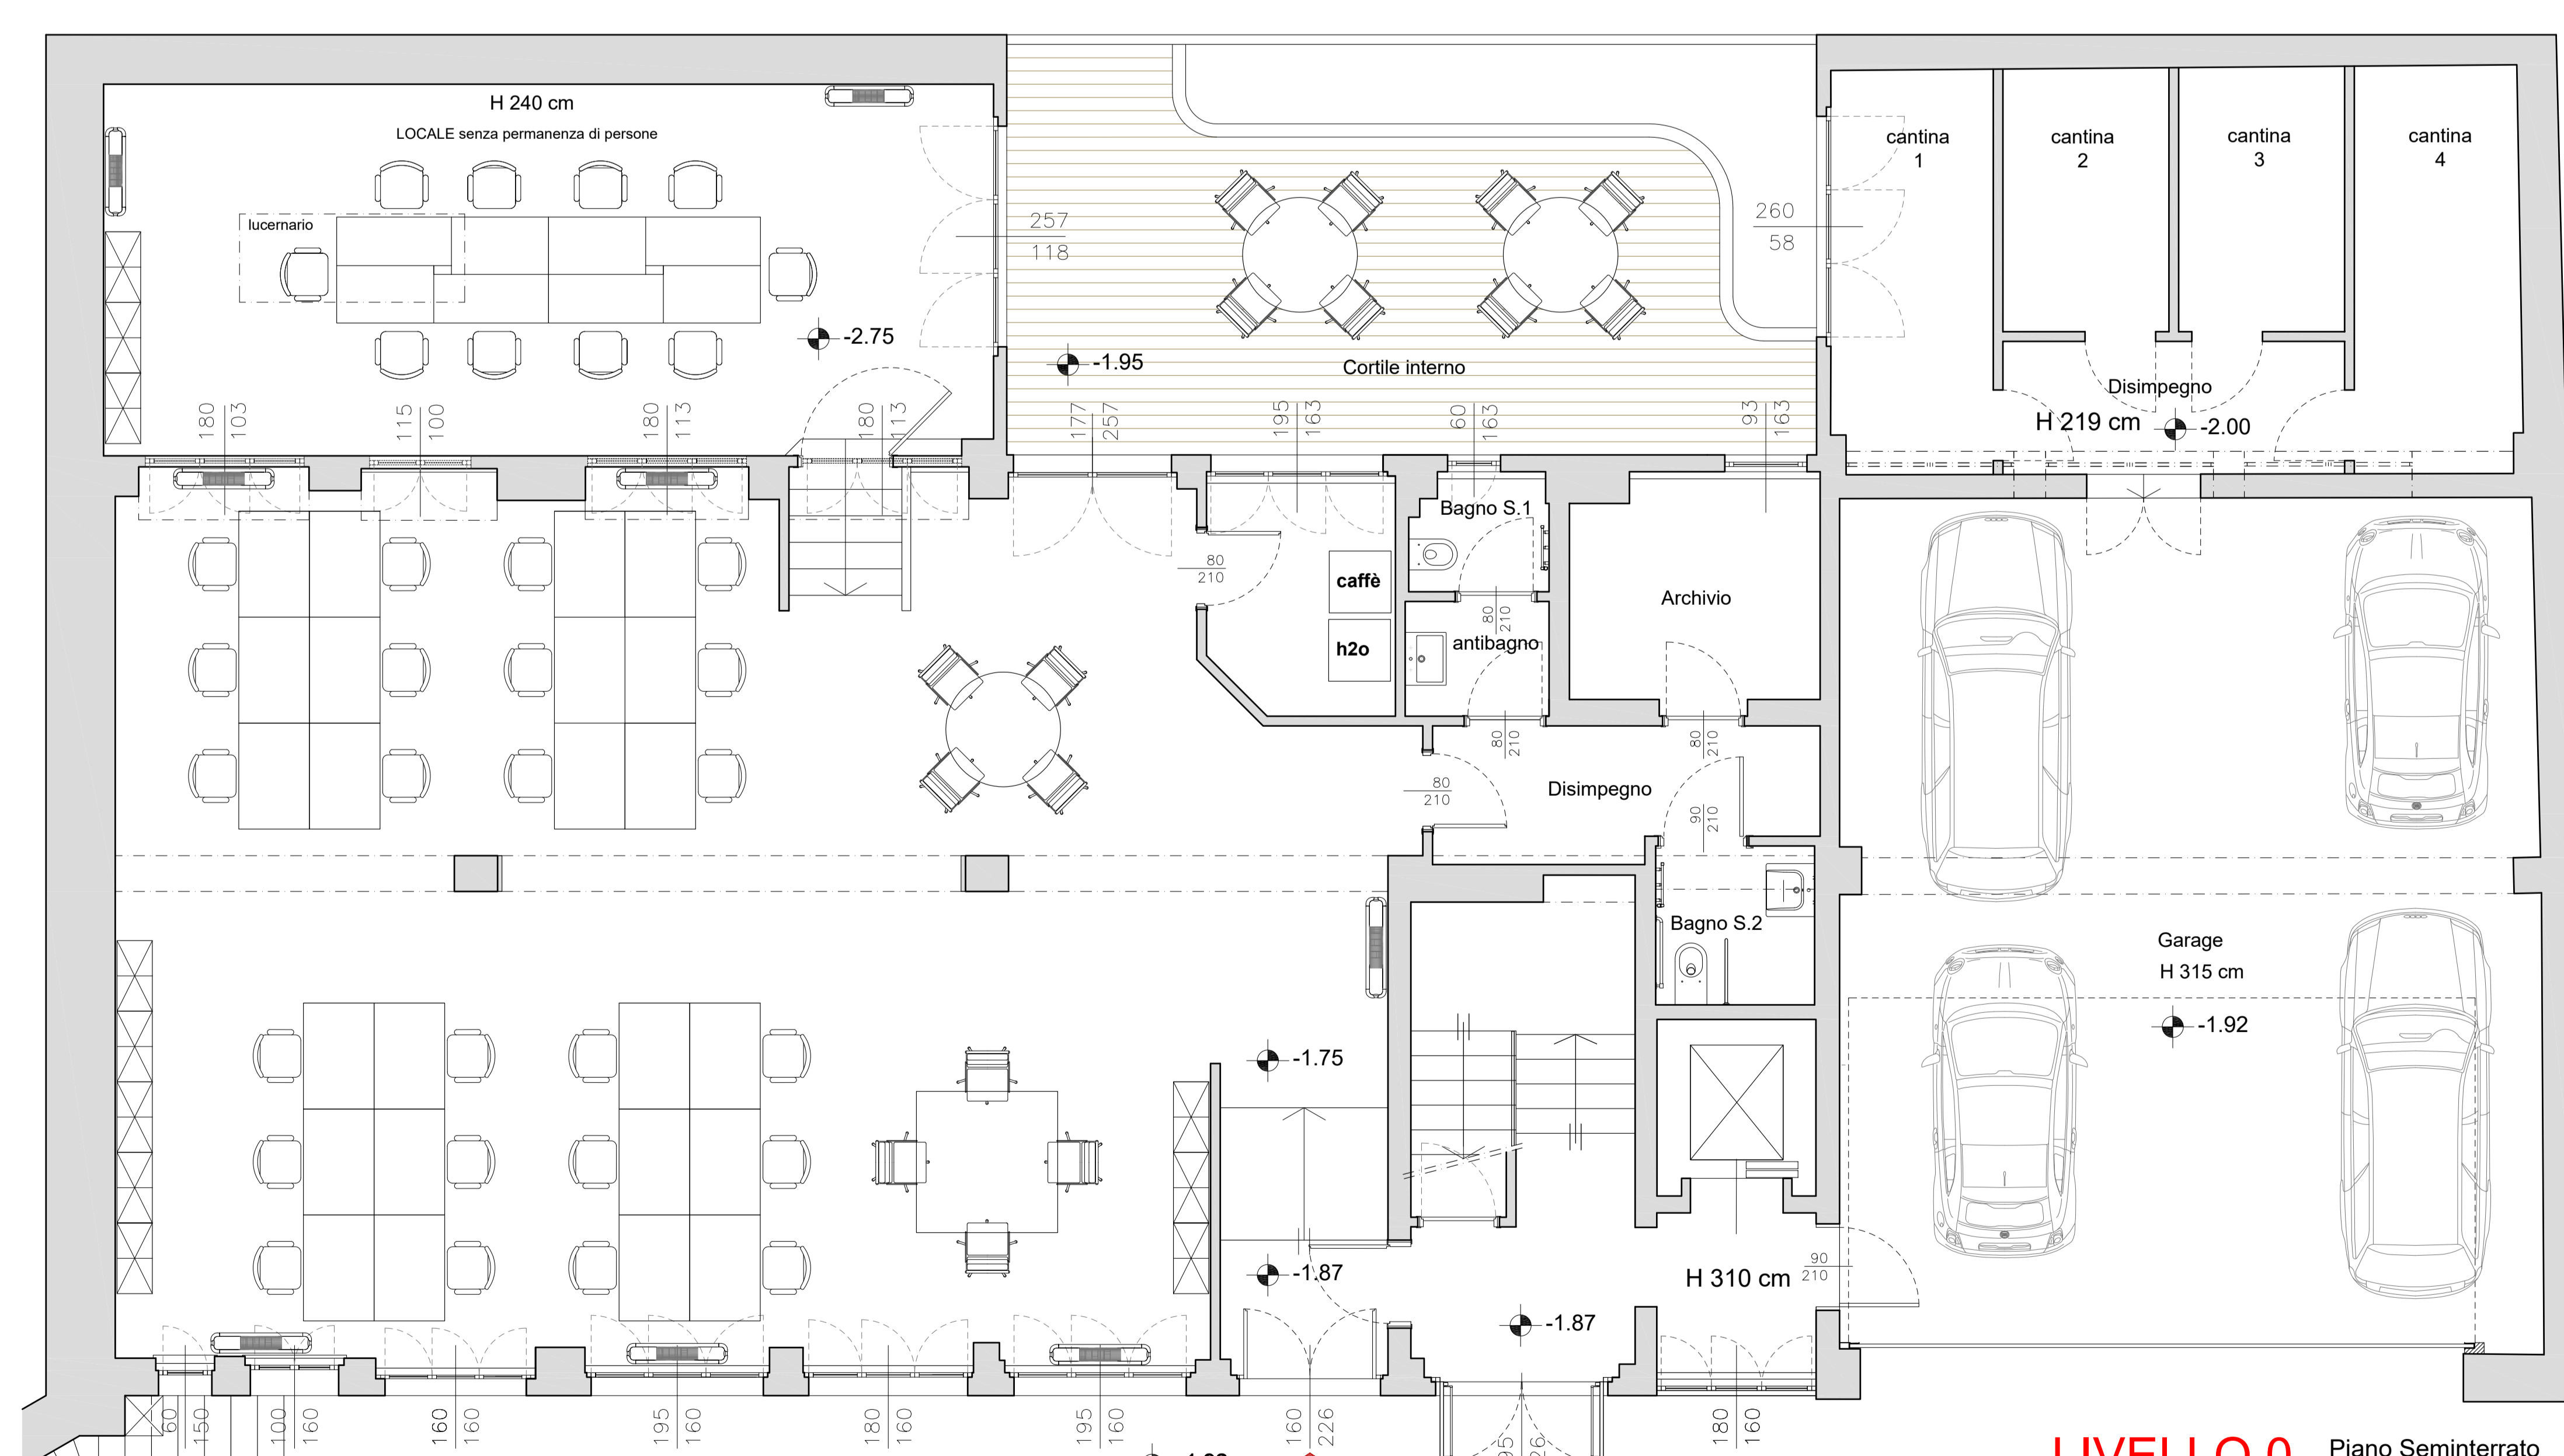 H 240 cm
LOCALE senza permanenza di persone
lucernario
-2.75
257
118
-1.95
Cortile interno
260
58
cantina
1
cantina
2
cantina
3
cantina
4
Disimpegno
H 219 cm
-2.00
180
103
115
100
180
113
180
113
177
257
195
163
60
163
93
163
80
210
caffè
h2o
Bagno S.1
80
210
antibagno
Archivio
80
210
80
210
80
210
Disimpegno
90
210
Bagno S.2
Garage
H 315 cm
-1.92
-1.75
-1.87
-1.87
H 310 cm
90
210
60
150
100
160
160
160
195
160
180
160
195
160
160
226
180
160
LIVELLO 0
Piano Seminterrato